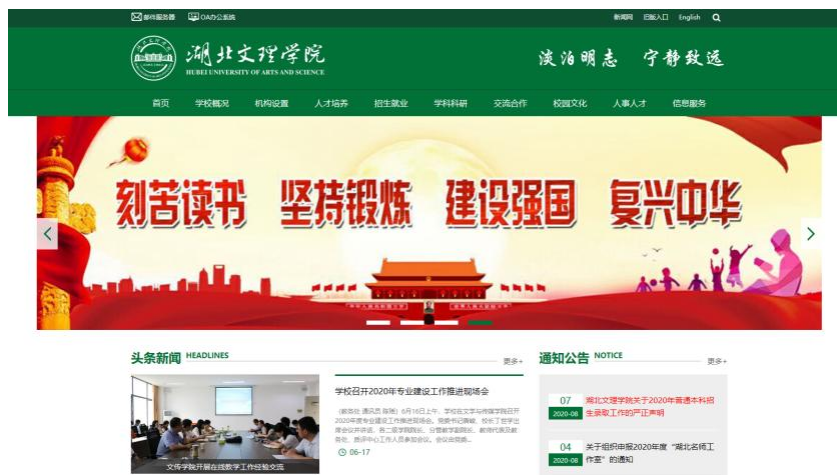 邮件服务器 OA办公系统 新闻网 旧版入口 English
湖北文理学院 淡泊明志 宁静致远
HUBEI UNIVERSITY OF ARTS AND SCIENCE
首页 学校概况 机构设置 人才培养 招生就业 学科科研 交流合作 校园文化 人事人才 信息服务
刻苦读书 坚持锻炼 建设强国 复兴中华
头条新闻 HEADLINES 更多+ 通知公告 NOTICE 更多+
学校召开2020年专业建设工作推进现场会
06-17
文传学院开展在线教学工作经验交流
07
2020-08
湖北文理学院关于2020年普通本科招
生录取工作的严正声明
04
2020-08
关于组织申报2020年度“湖北名师工
作室”的通知